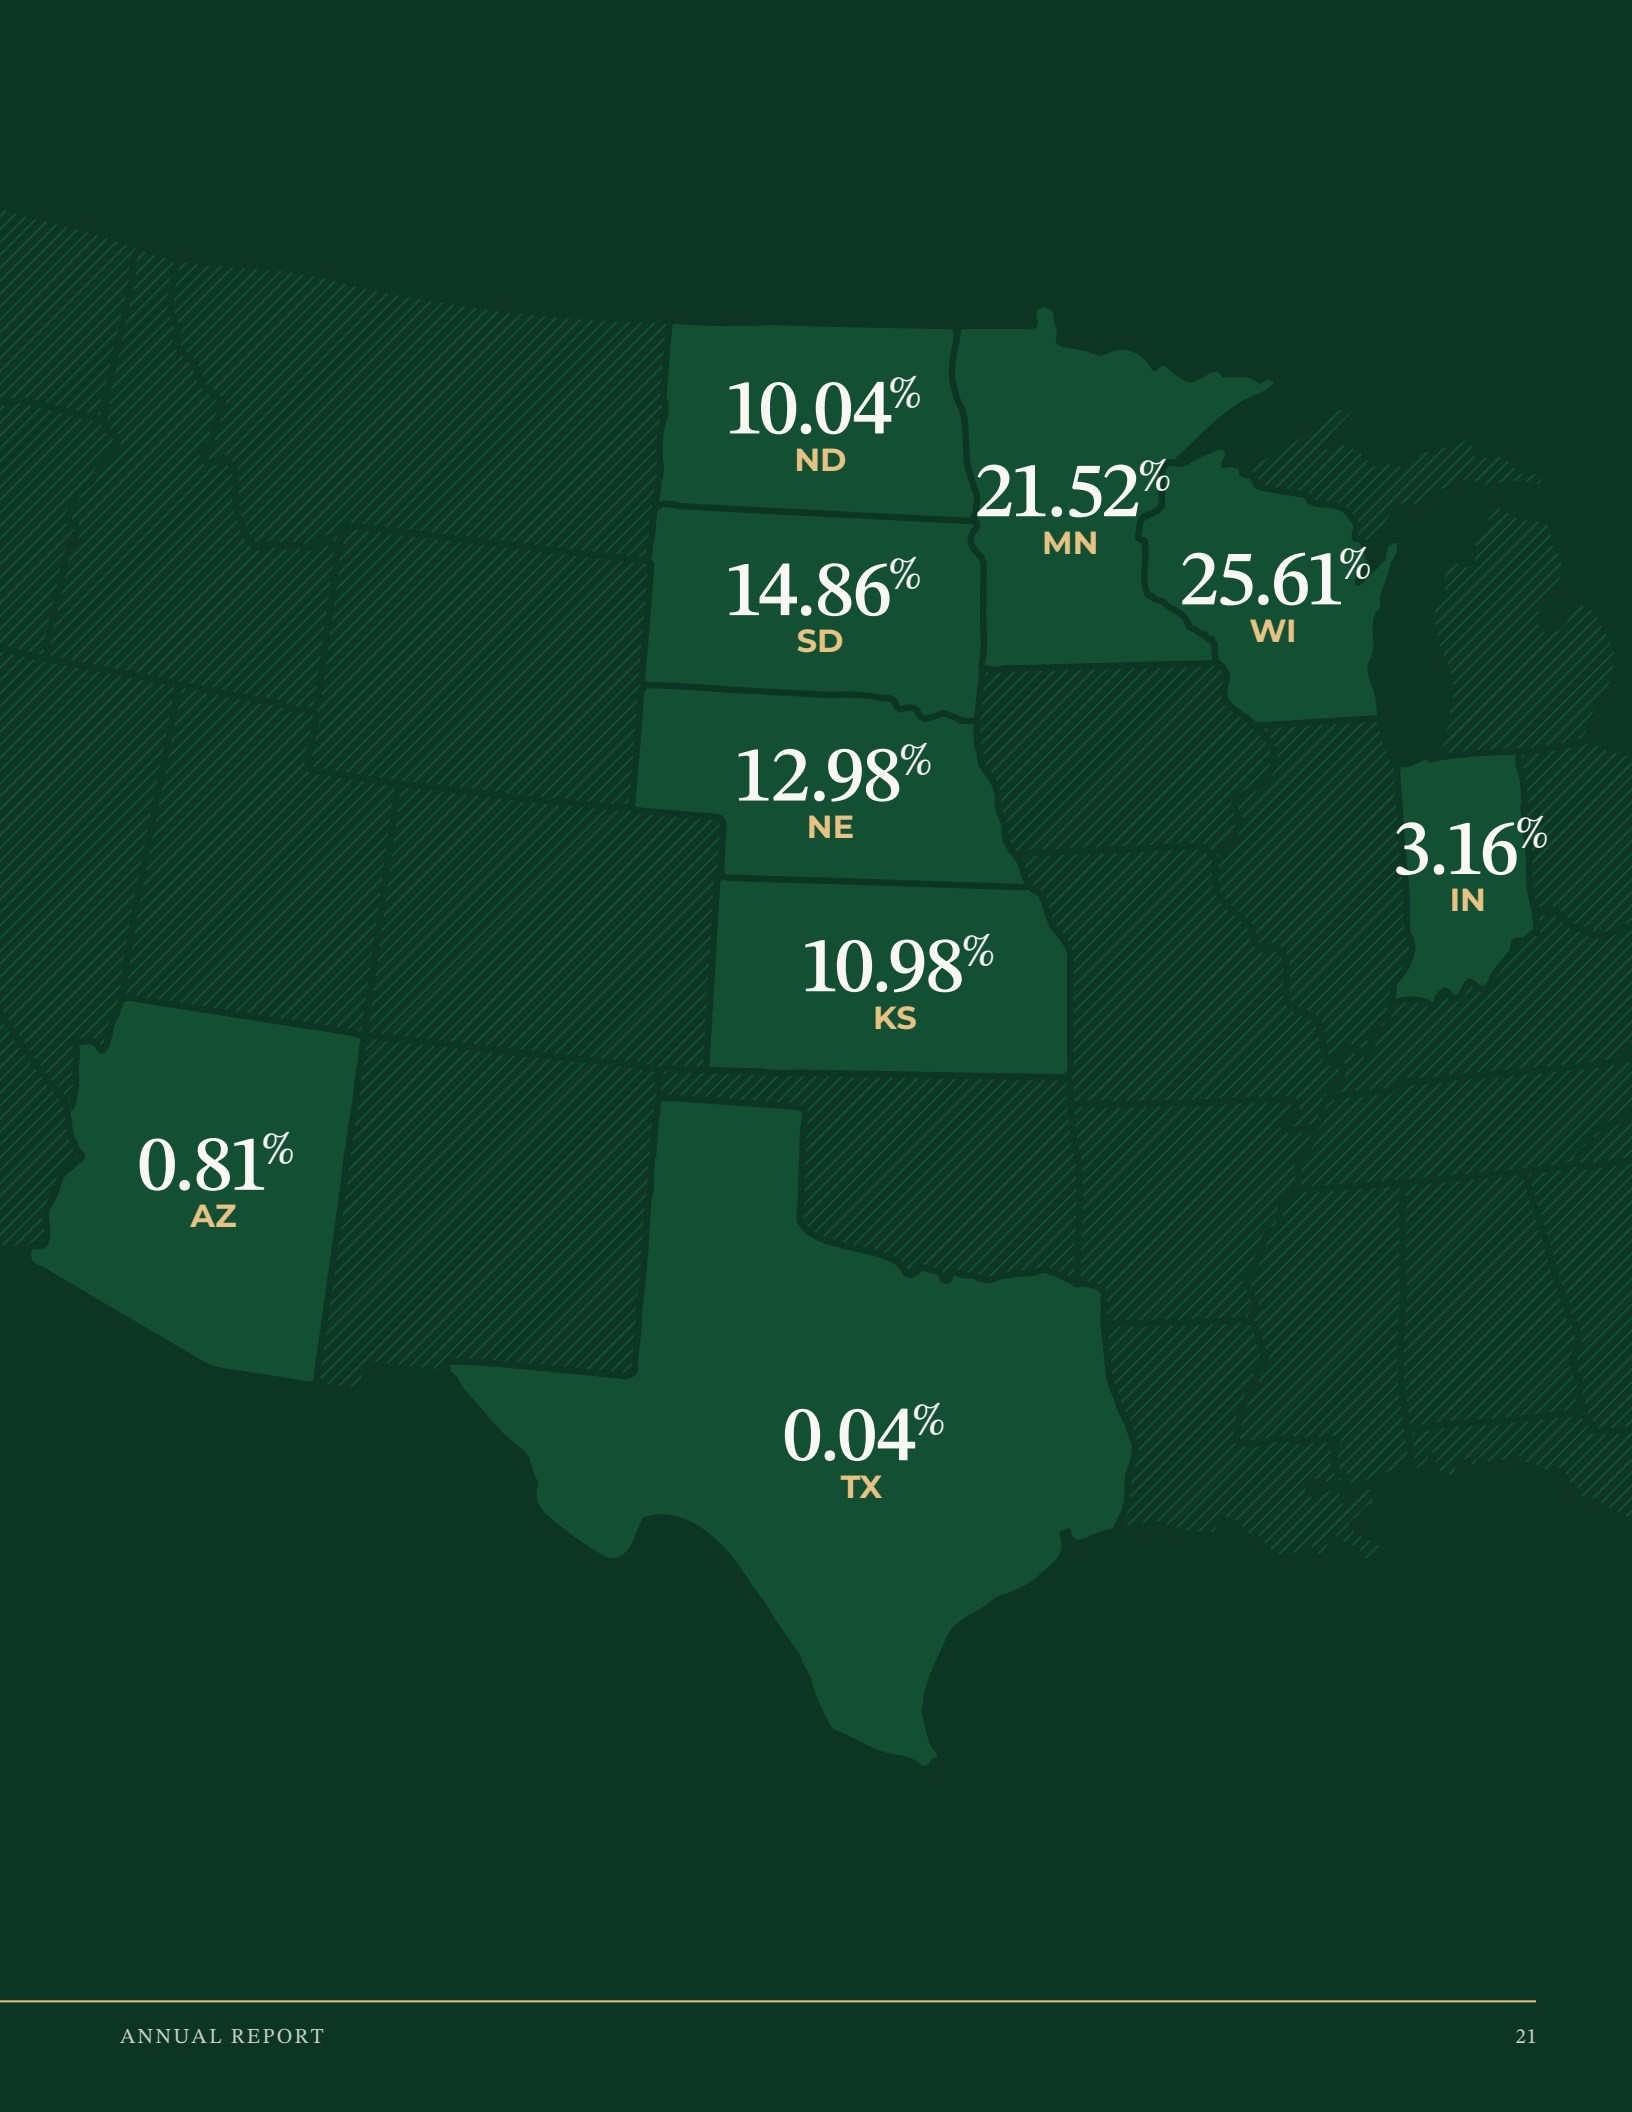 10.04%
ND
21.52%
MN
14.86%
SD
25.61%
WI
12.98%
NE
3.16%
IN
10.98%
KS
0.81%
AZ
0.04%
TX
ANNUAL REPORT
21